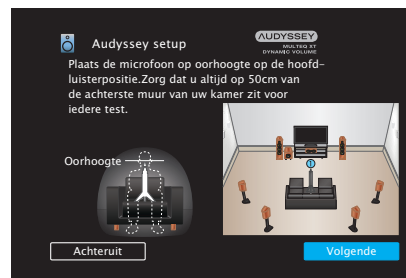 Audyssey setup
AUDYSSEY
MULTEQ XT
DYNAMIC VOLUME
Plaats de microfoon op oorhoogte op de hoofd-
luisterpositie.Zorg dat u altijd op 50cm van
de achterste muur van uw kamer zit voor
iedere test.
Oorhoogte
1
Achteruit
Volgende